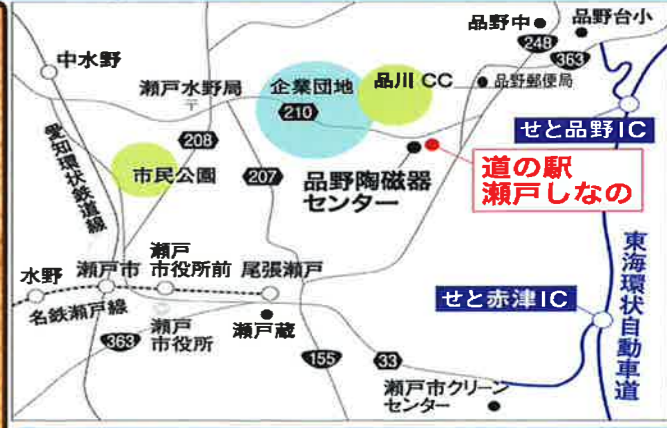 品野中
品野台小
248
363
中水野
瀬戸水野局
〒
企業団地
品川 CC
品野郵便局
210
せと品野IC
愛知環状鉄道線
208
市民公園
207
品野陶磁器
センター
道の駅
瀬戸しなの
水野
瀬戸市
瀬戸
市役所前
尾張瀬戸
名鉄瀬戸線
せと赤津IC
東海環状自動車道
363
瀬戸
市役所
瀬戸蔵
155
33
瀬戸市クリーン
センター